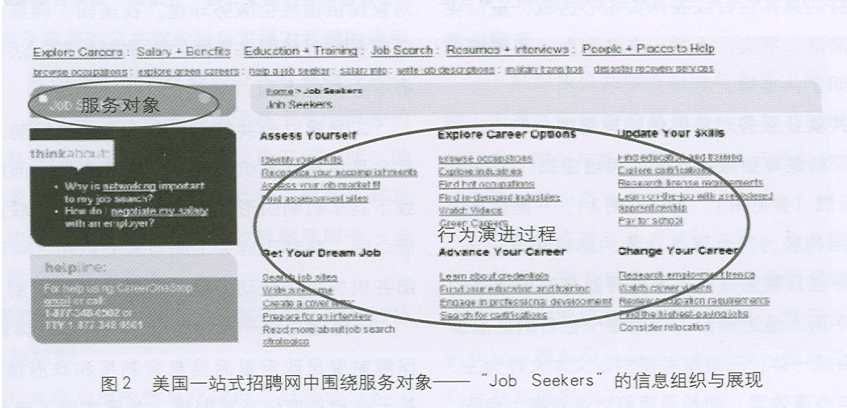 Explore Careers : Salary + Benefits : Education + Training : Job Search : Resumes + Interviews : People + Places to Help
browse occupations : explore green careers : help a job seeker : salary info : write job descriptions : military transition : disaster recovery services
Job
服务对象
Home > Job Seekers
Job Seekers
thinkabout:
• Why is networking important
to my job search?
• How do I negotiate my salary
with an employer?
helpline:
For help using CareerOneStop
email or call:
1-877-348-0502 or
TTY 1-877-348-0501
Assess Yourself
Identify your skills
Recognize your accomplishments
Assess your job market fit
Find assessment sites
Explore Career Options
Browse occupations
Explore industries
Find hot occupations
Find in-demand industries
Watch Videos
Green Careers
Update Your Skills
Find education and training
Explore certifications
Research license requirements
Learn on-the-job with a registered
apprenticeship
Pay for school
行为演进过程
Get Your Dream Job
Search job sites
Write a resume
Create a cover letter
Prepare for an interview
Read more about job search
strategies
Advance Your Career
Learn about credentials
Fund your education and training
Engage in professional development
Search for certifications
Change Your Career
Research employment trends
Watch career videos
Review occupation requirements
Find the highest-paying jobs
Consider relocation
图2 美国一站式招聘网中围绕服务对象——“Job Seekers”的信息组织与展现